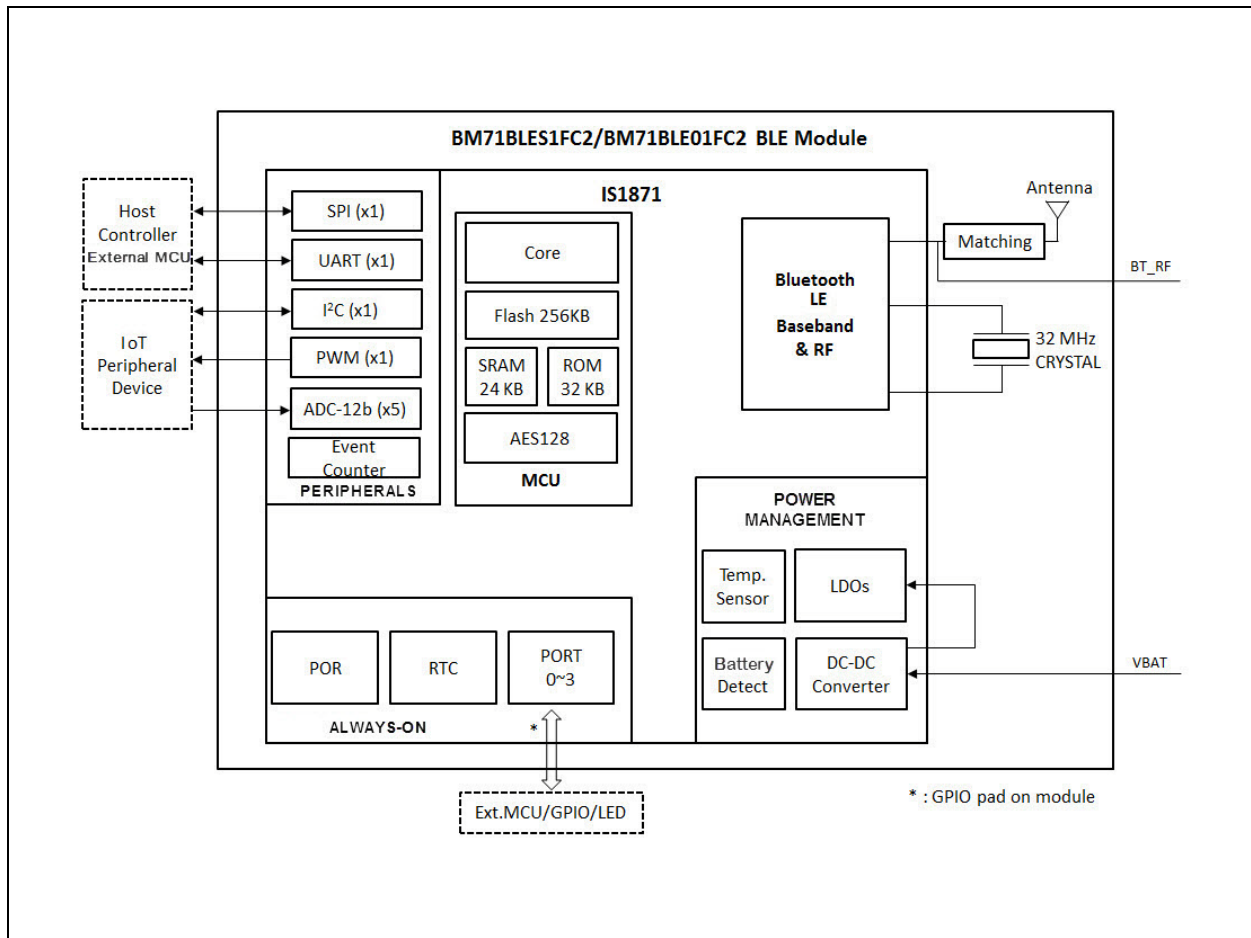 BM71BLES1FC2/BM71BLE01FC2 BLE Module
Host
Controller
External MCU
IoT
Peripheral
Device
SPI (x1)
UART (x1)
I²C (x1)
PWM (x1)
ADC-12b (x5)
Event
Counter
PERIPHERALS
IS1871
Core
Flash 256KB
SRAM
24 KB
ROM
32 KB
AES128
MCU
Bluetooth
LE
Baseband
& RF
Antenna
Matching
BT_RF
32 MHz
CRYSTAL
POWER
MANAGEMENT
Temp.
Sensor
LDOs
Battery
Detect
DC-DC
Converter
VBAT
POR
RTC
PORT
0~3
ALWAYS-ON
*
Ext.MCU/GPIO/LED
* : GPIO pad on module